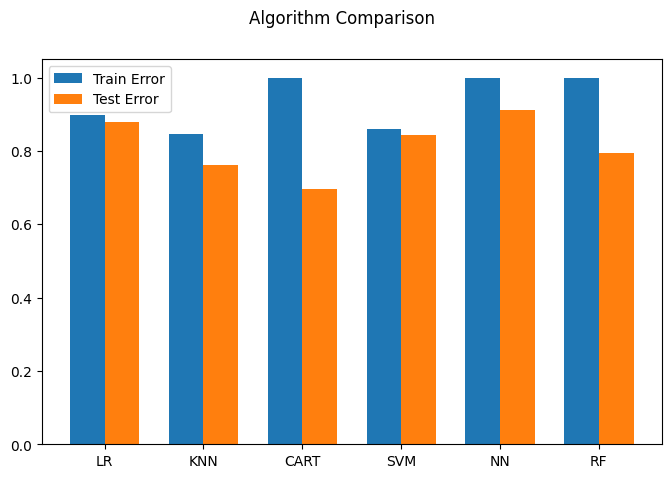 Algorithm Comparison
Train Error
Test Error
1.0
0.8
0.6
0.4
0.2
0.0
LR KNN CART SVM NN RF